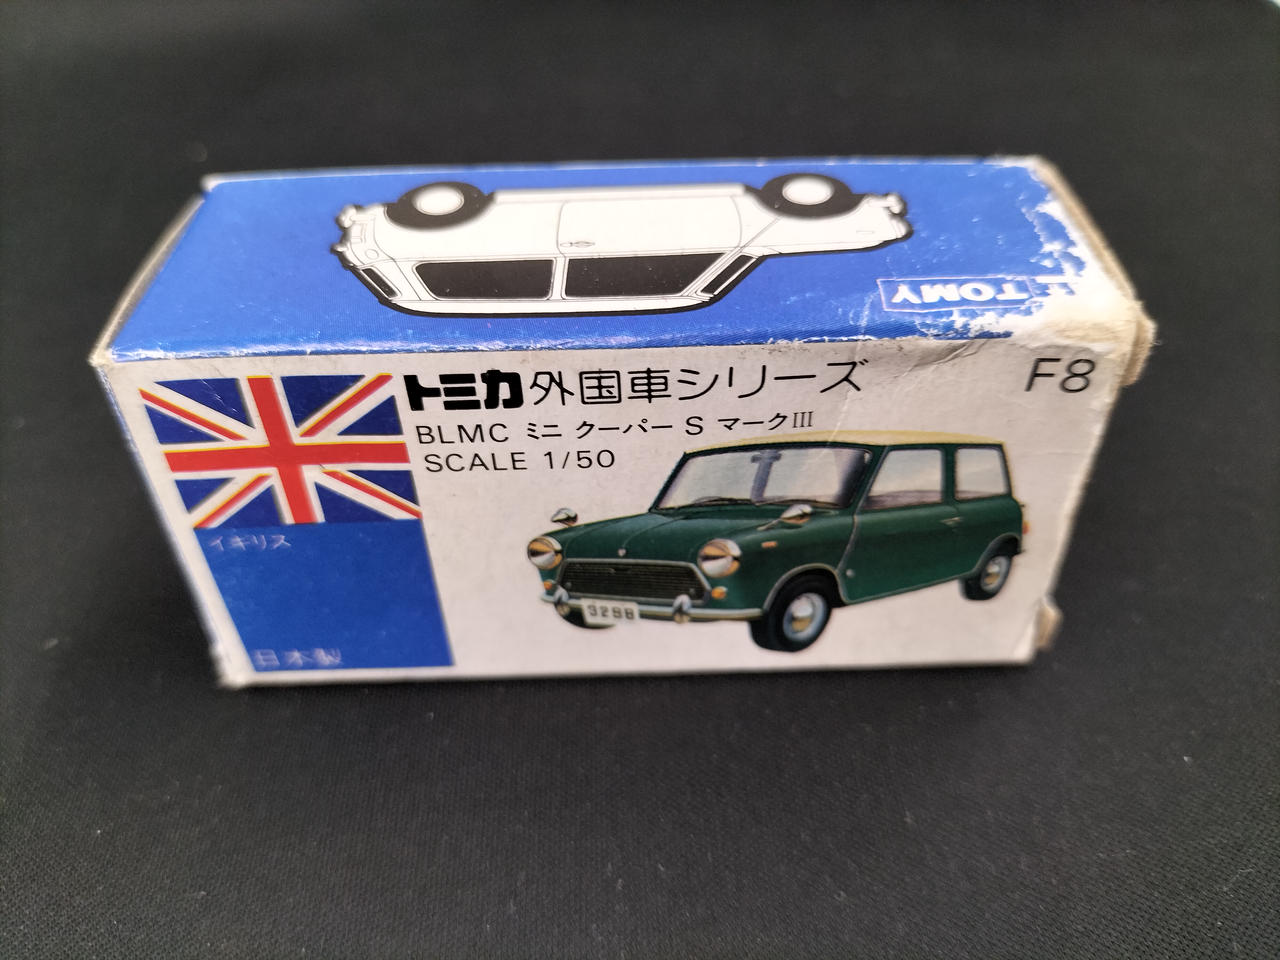 TOMY
トミカ外国車シリーズ
F8
BLMC ミニ クーパー S マークIII
SCALE 1/50
イギリス
3298
日本製